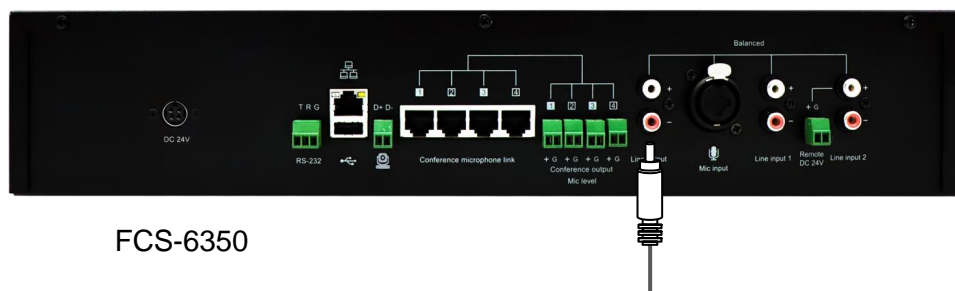 Balanced
1 2 3 4
1 2 3 4
T R G
D+ D-
+ G
+
-
+
-
+
-
DC 24V
RS-232
Conference microphone link
+ G + G + G + G
Conference output
Mic level
Mic input
Line input 1
Remote
DC 24V
Line input 2
FCS-6350